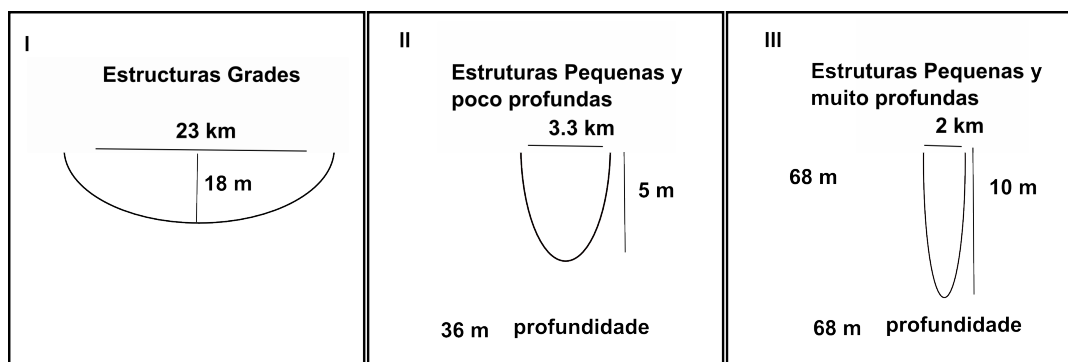 I
Estructuras Grades
23 km
18 m
II
Estruturas Pequenas y
poco profundas
3.3 km
5 m
36 m profundidade
III
Estruturas Pequenas y
muito profundas
2 km
68 m
10 m
68 m profundidade